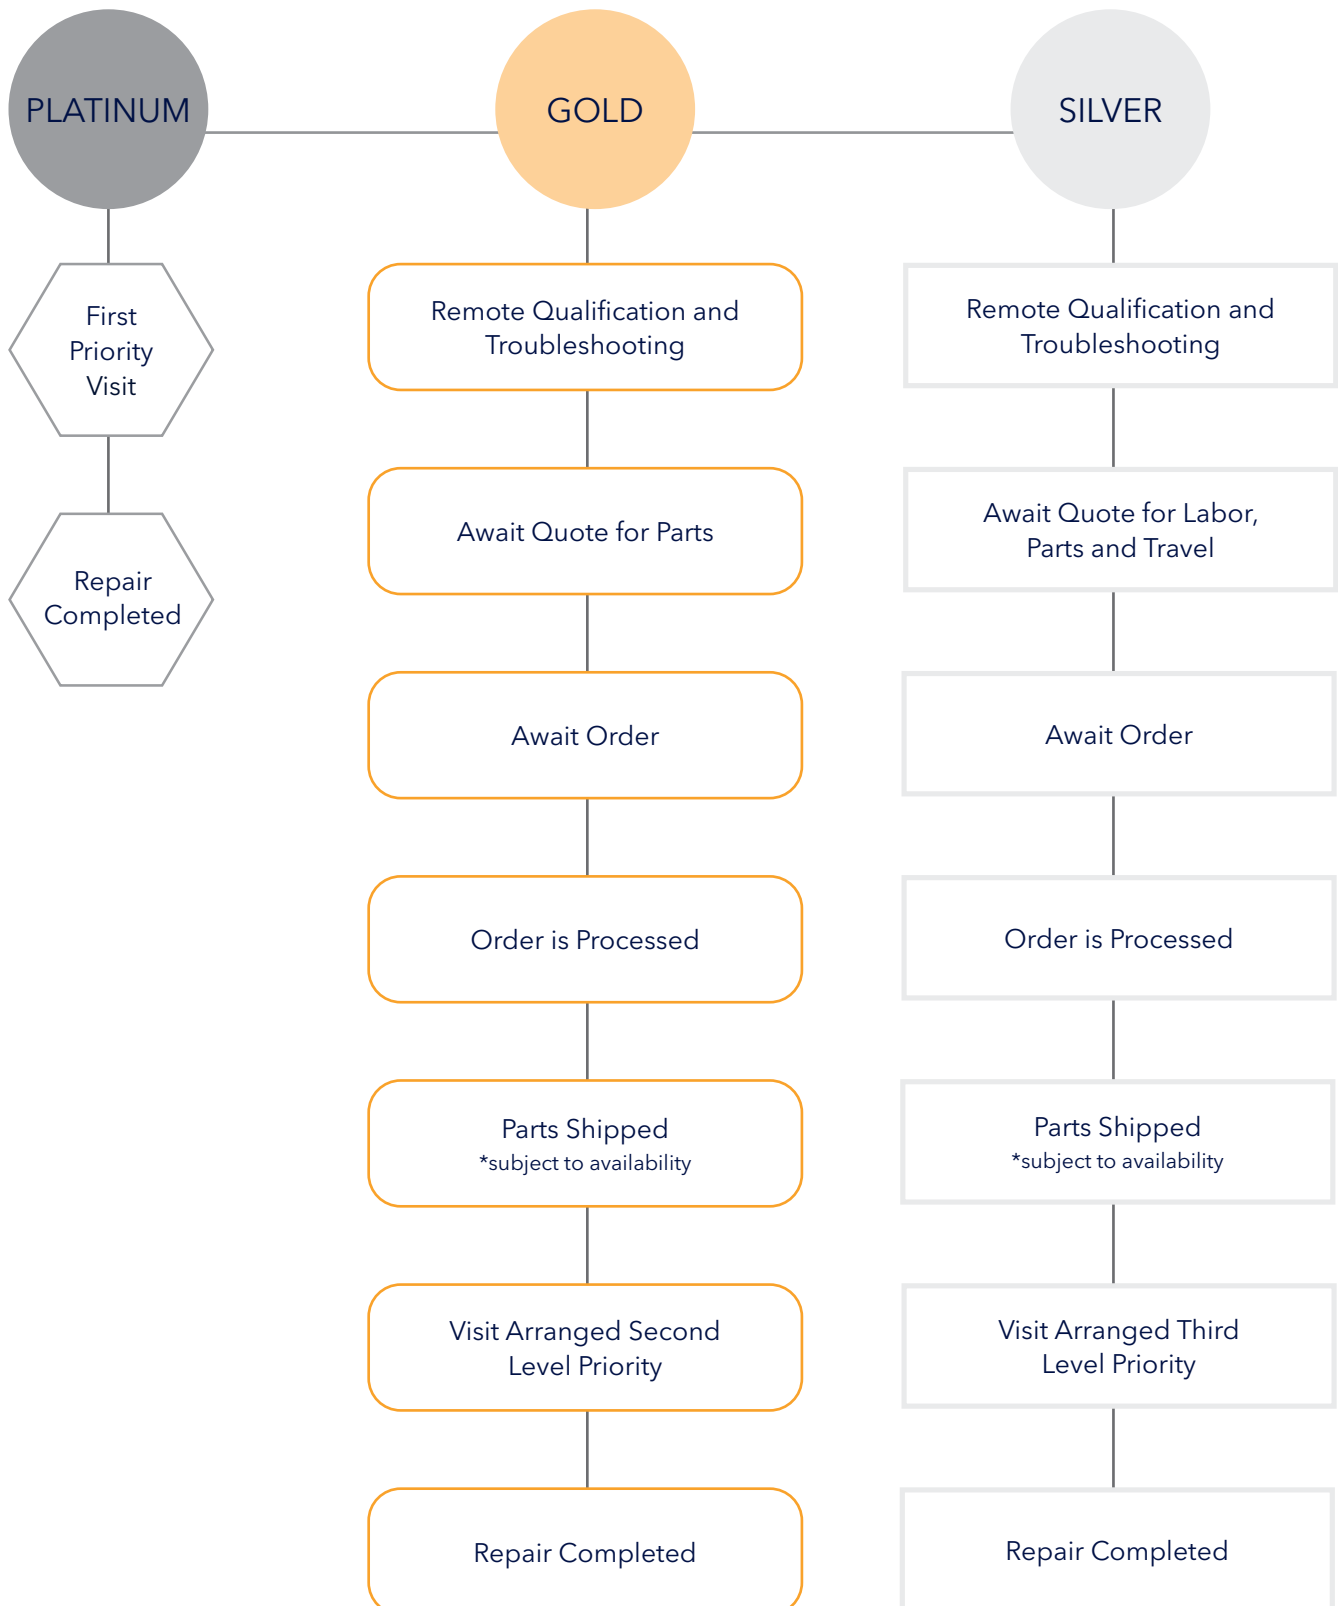 PLATINUM
GOLD
SILVER
First
Priority
Visit
Repair
Completed
Remote Qualification and
Troubleshooting
Await Quote for Parts
Await Order
Order is Processed
Parts Shipped
*subject to availability
Visit Arranged Second
Level Priority
Repair Completed
Remote Qualification and
Troubleshooting
Await Quote for Labor,
Parts and Travel
Await Order
Order is Processed
Parts Shipped
*subject to availability
Visit Arranged Third
Level Priority
Repair Completed